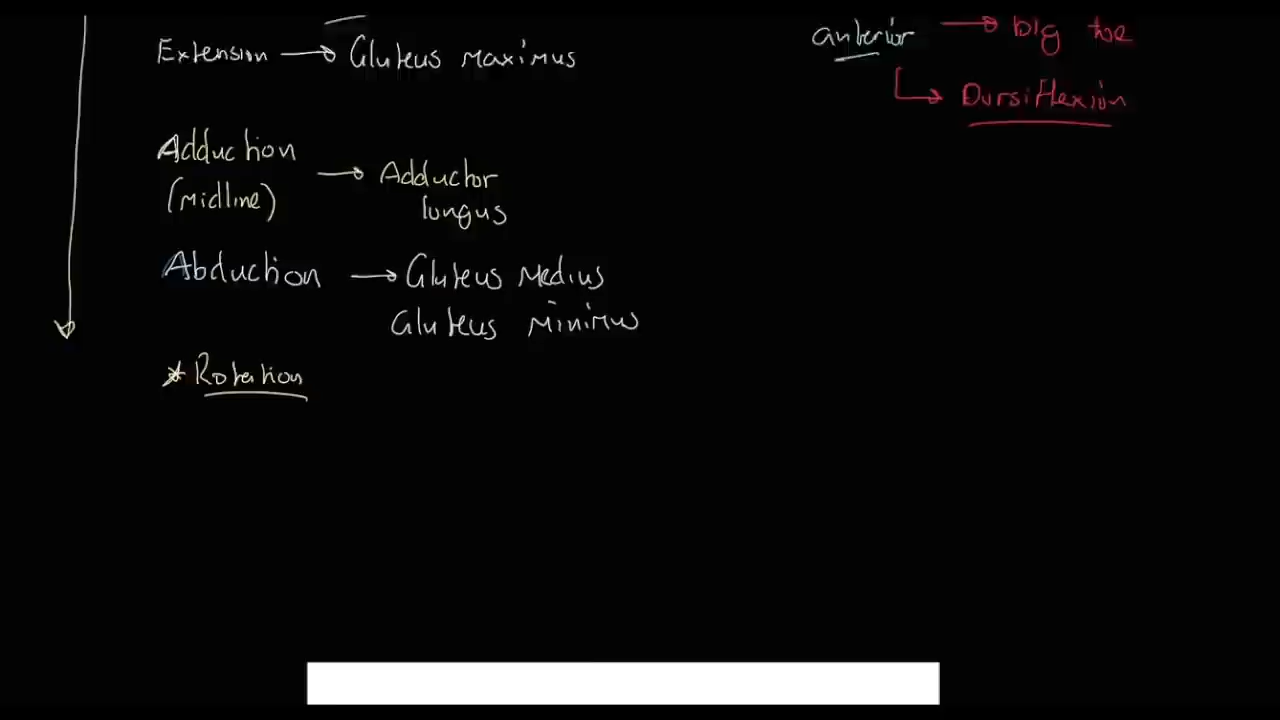 Extension → Gluteus maximus
Adduction
(midline)
→ Adductor
longus
Abduction → Gluteus Medius
Gluteus minimus
* Rotation
anterior → big toe
↳ Dorsiflexion